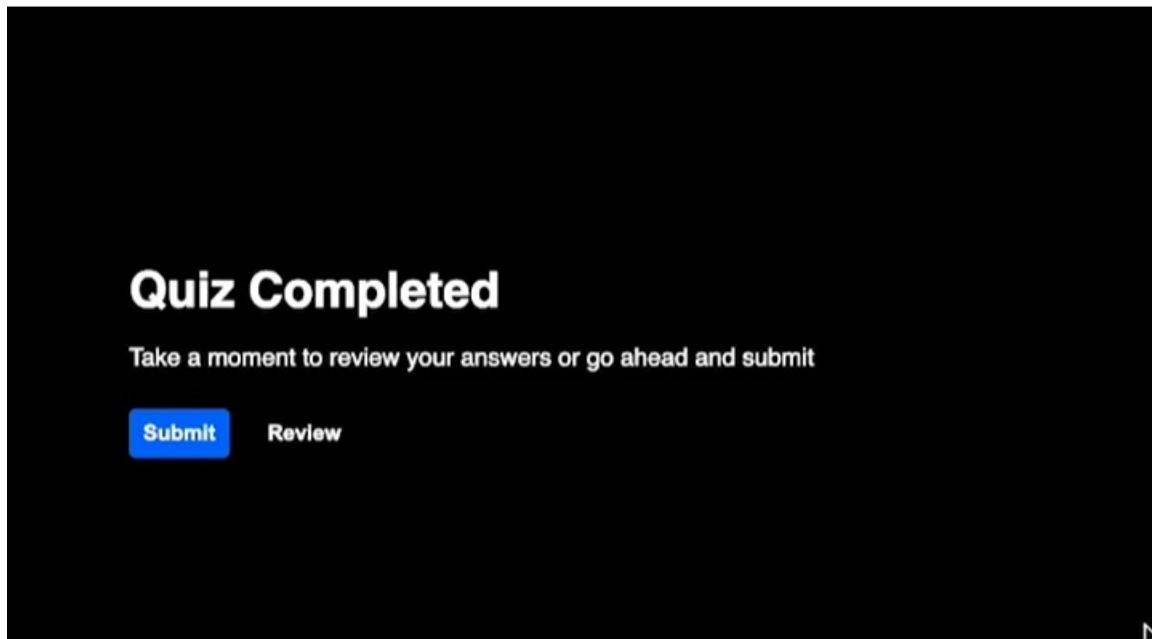 Quiz Completed
Take a moment to review your answers or go ahead and submit
Submit Review